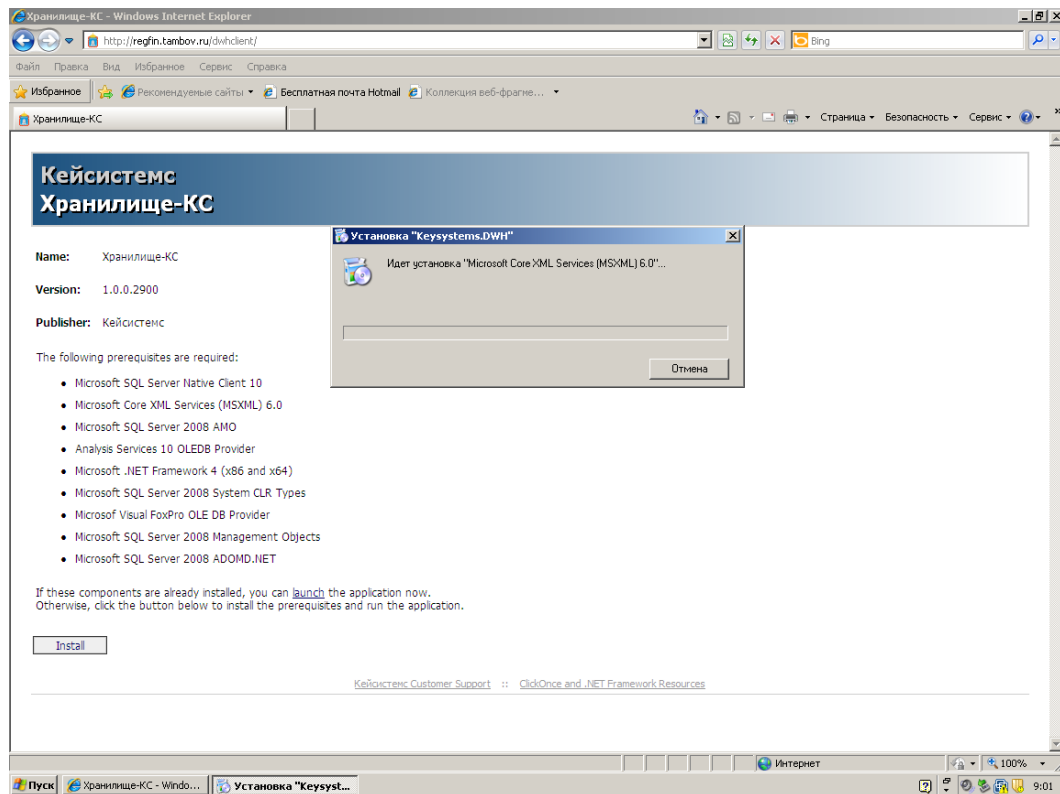 Хранилище-КС - Windows Internet Explorer
http://regfin.tambov.ru/dwhclient/
Bing
Файл Правка Вид Избранное Сервис Справка
Избранное Рекомендуемые сайты Бесплатная почта Hotmail Коллекция веб-фрагме...
Хранилище-КС
Страница Безопасность Сервис
Кейсистемс
Хранилище-КС
Установка "Keysystems.DWH"
Идет установка "Microsoft Core XML Services (MSXML) 6.0"...
Отмена
Name: Хранилище-КС
Version: 1.0.0.2900
Publisher: Кейсистемс
The following prerequisites are required:
• Microsoft SQL Server Native Client 10
• Microsoft Core XML Services (MSXML) 6.0
• Microsoft SQL Server 2008 AMO
• Analysis Services 10 OLEDB Provider
• Microsoft .NET Framework 4 (x86 and x64)
• Microsoft SQL Server 2008 System CLR Types
• Microsof Visual FoxPro OLE DB Provider
• Microsoft SQL Server 2008 Management Objects
• Microsoft SQL Server 2008 ADOMD.NET
If these components are already installed, you can launch the application now.
Otherwise, click the button below to install the prerequisites and run the application.
Install
Кейсистемс Customer Support :: ClickOnce and .NET Framework Resources
Интернет
100%
Пуск Хранилище-КС - Windo... Установка "Keysyst... 9:01